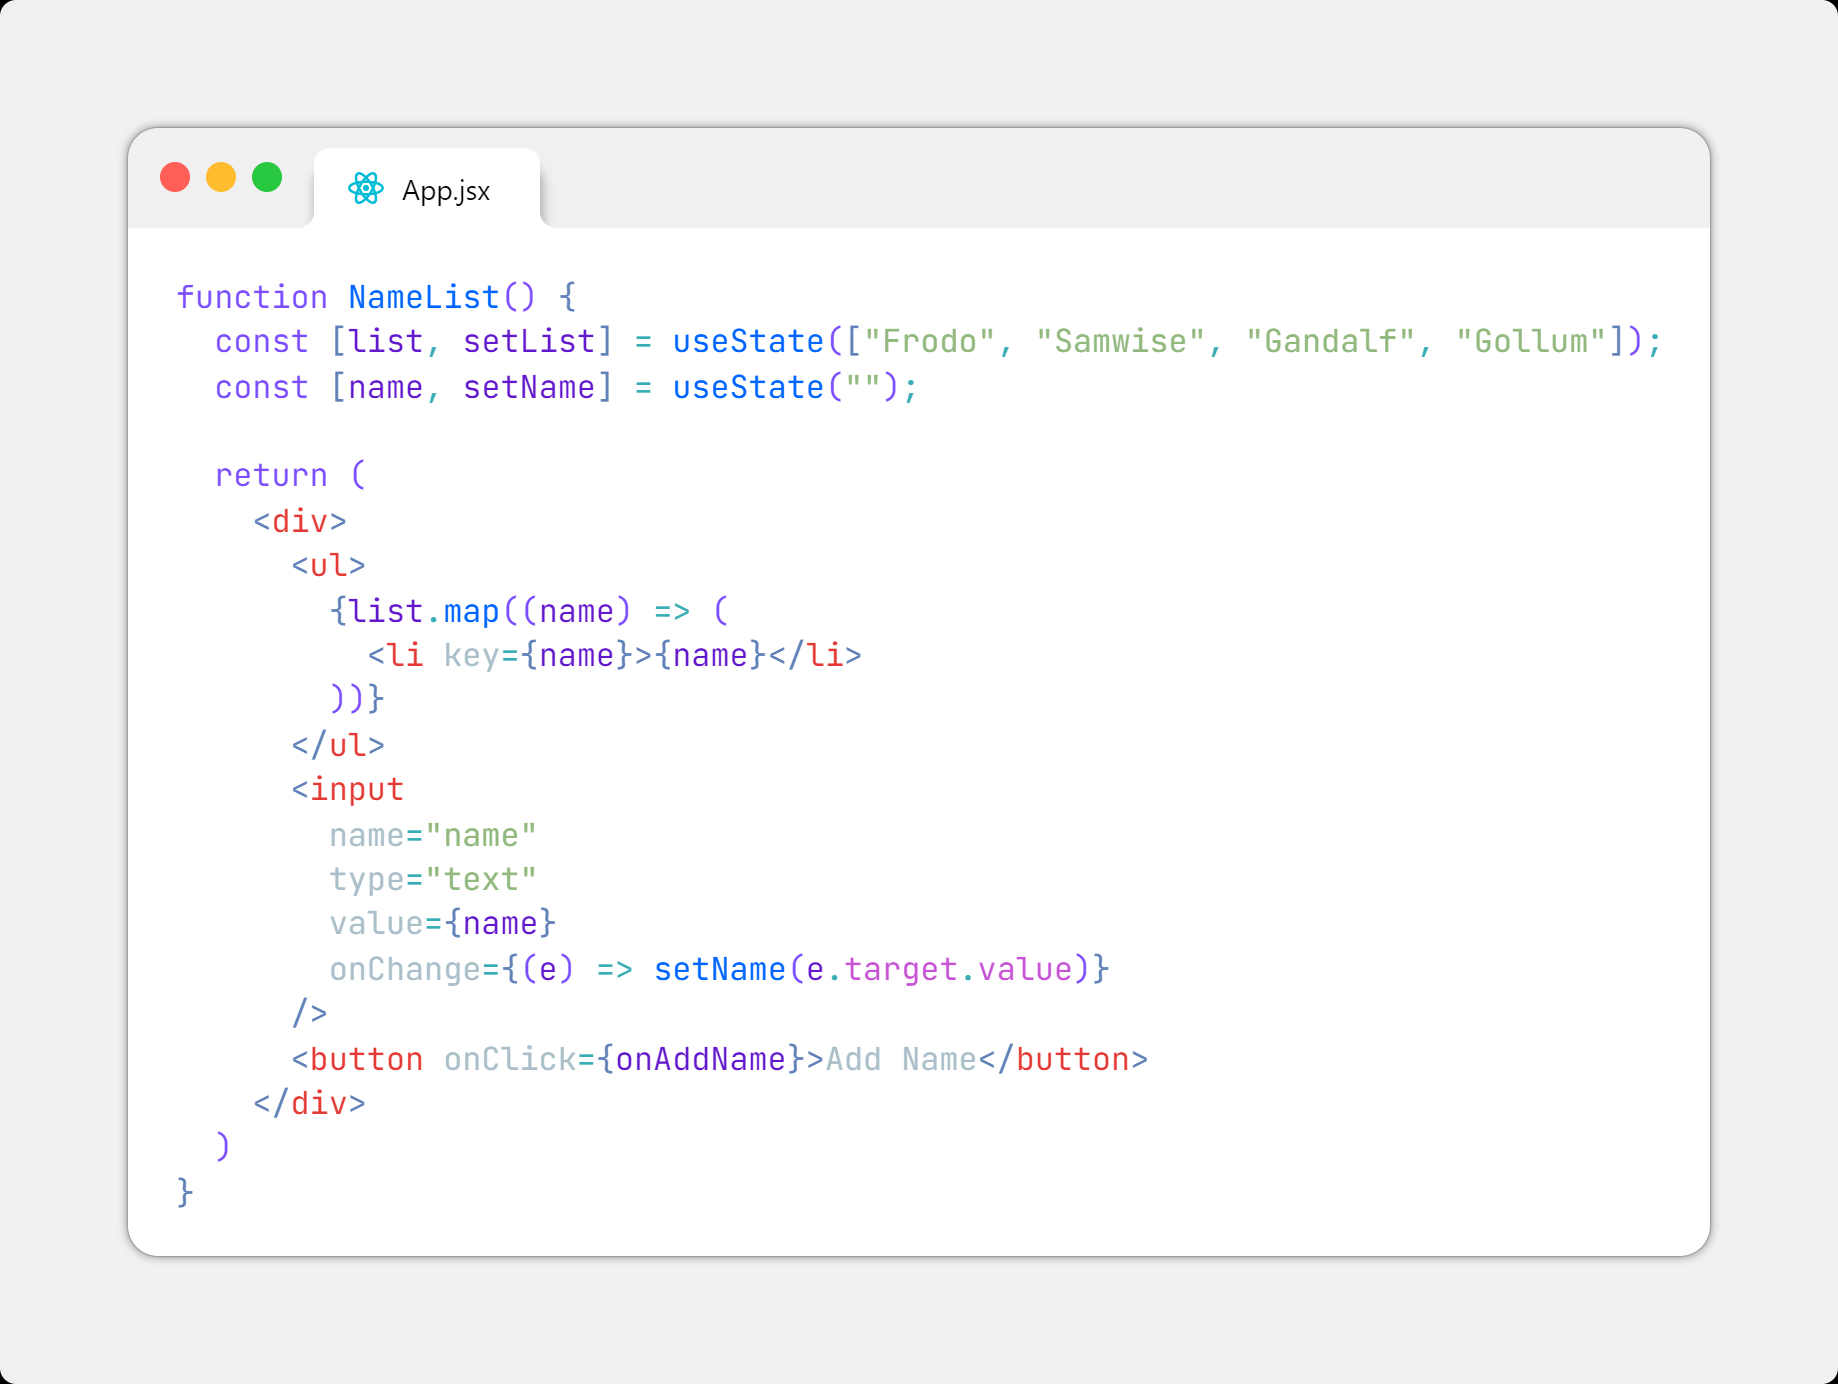 App.jsx
function NameList() {
  const [list, setList] = useState(["Frodo", "Samwise", "Gandalf", "Gollum"]);
  const [name, setName] = useState("");

  return (
    <div>
      <ul>
        {list.map((name) => (
          <li key={name}>{name}</li>
        ))}
      </ul>
      <input
        name="name"
        type="text"
        value={name}
        onChange={(e) => setName(e.target.value)}
      />
      <button onClick={onAddName}>Add Name</button>
    </div>
  )
}